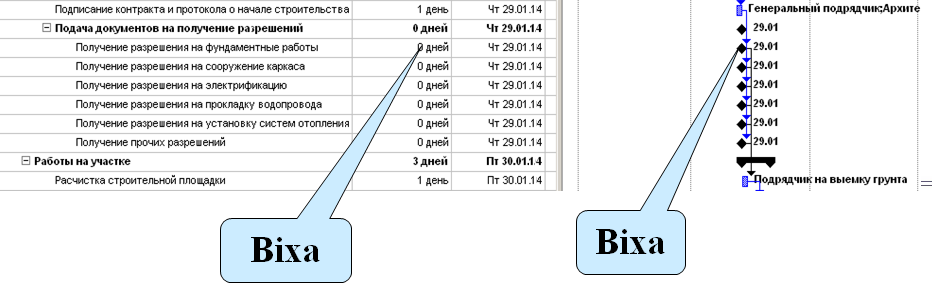 Подписание контракта и протокола о начале строительства 1 день Чт 29.01.14 Генеральный подрядчик;Архите
Подача документов на получение разрешений 0 дней Чт 29.01.14 29.01
Получение разрешения на фундаментные работы 0 дней Чт 29.01.14 29.01
Получение разрешения на сооружение каркаса 0 дней Чт 29.01.14 29.01
Получение разрешения на электрификацию 0 дней Чт 29.01.14 29.01
Получение разрешения на прокладку водопровода 0 дней Чт 29.01.14 29.01
Получение разрешения на установку систем отопления 0 дней Чт 29.01.14 29.01
Получение прочих разрешений 0 дней Чт 29.01.14 29.01
Работы на участке 3 дней Пт 30.01.14
Расчистка строительной площадки 1 день Пт 30.01.14 Подрядчик на выемку грунта
Віха
Віха